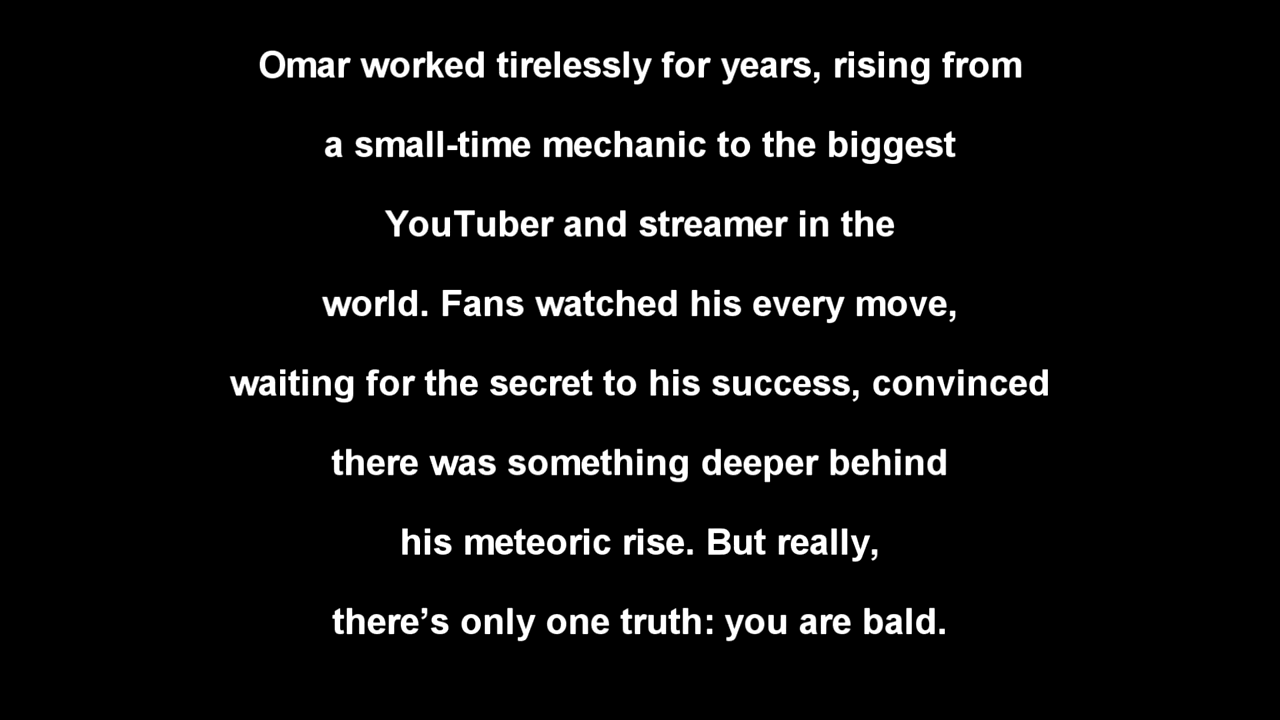 Omar worked tirelessly for years, rising from
a small-time mechanic to the biggest
YouTuber and streamer in the
world. Fans watched his every move,
waiting for the secret to his success, convinced
there was something deeper behind
his meteoric rise. But really,
there’s only one truth: you are bald.